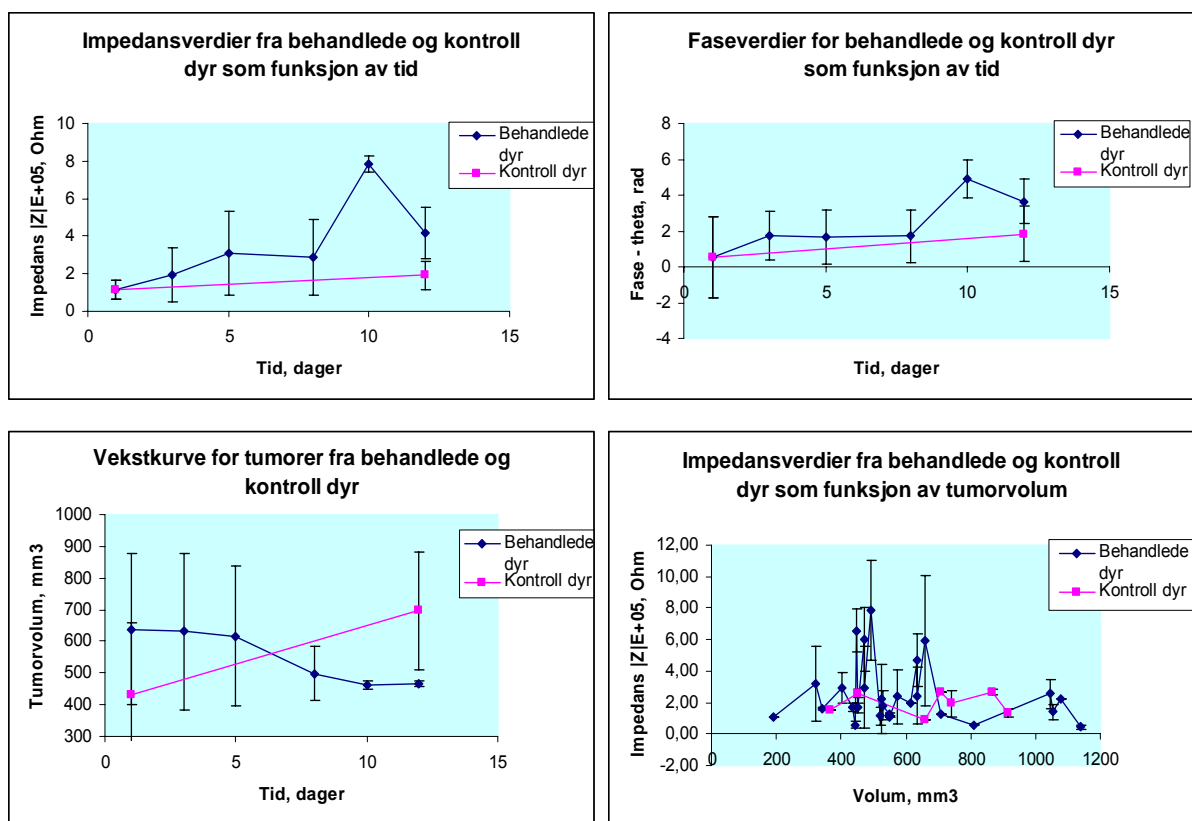 Impedansverdier fra behandlede og kontroll
dyr som funksjon av tid
Behandlede
dyr
Kontroll dyr
Impedans |Z|E+05, Ohm
10
8
6
4
2
0
0
5
10
15
Tid, dager
Faseverdier for behandlede og kontroll dyr
som funksjon av tid
Behandlede
dyr
Kontroll dyr
Fase - theta, rad
8
6
4
2
0
-2
-4
0
5
10
15
Tid, dager
Vekstkurve for tumorer fra behandlede og
kontroll dyr
Behandlede
dyr
Kontroll dyr
Tumorvolum, mm3
1000
900
800
700
600
500
400
300
0
5
10
15
Tid, dager
Impedansverdier fra behandlede og kontroll
dyr som funksjon av tumorvolum
Behandlede
dyr
Kontroll dyr
Impedans |Z|E+05, Ohm
12,00
10,00
8,00
6,00
4,00
2,00
0,00
-2,00
0
200
400
600
800
1000
1200
Volum, mm3